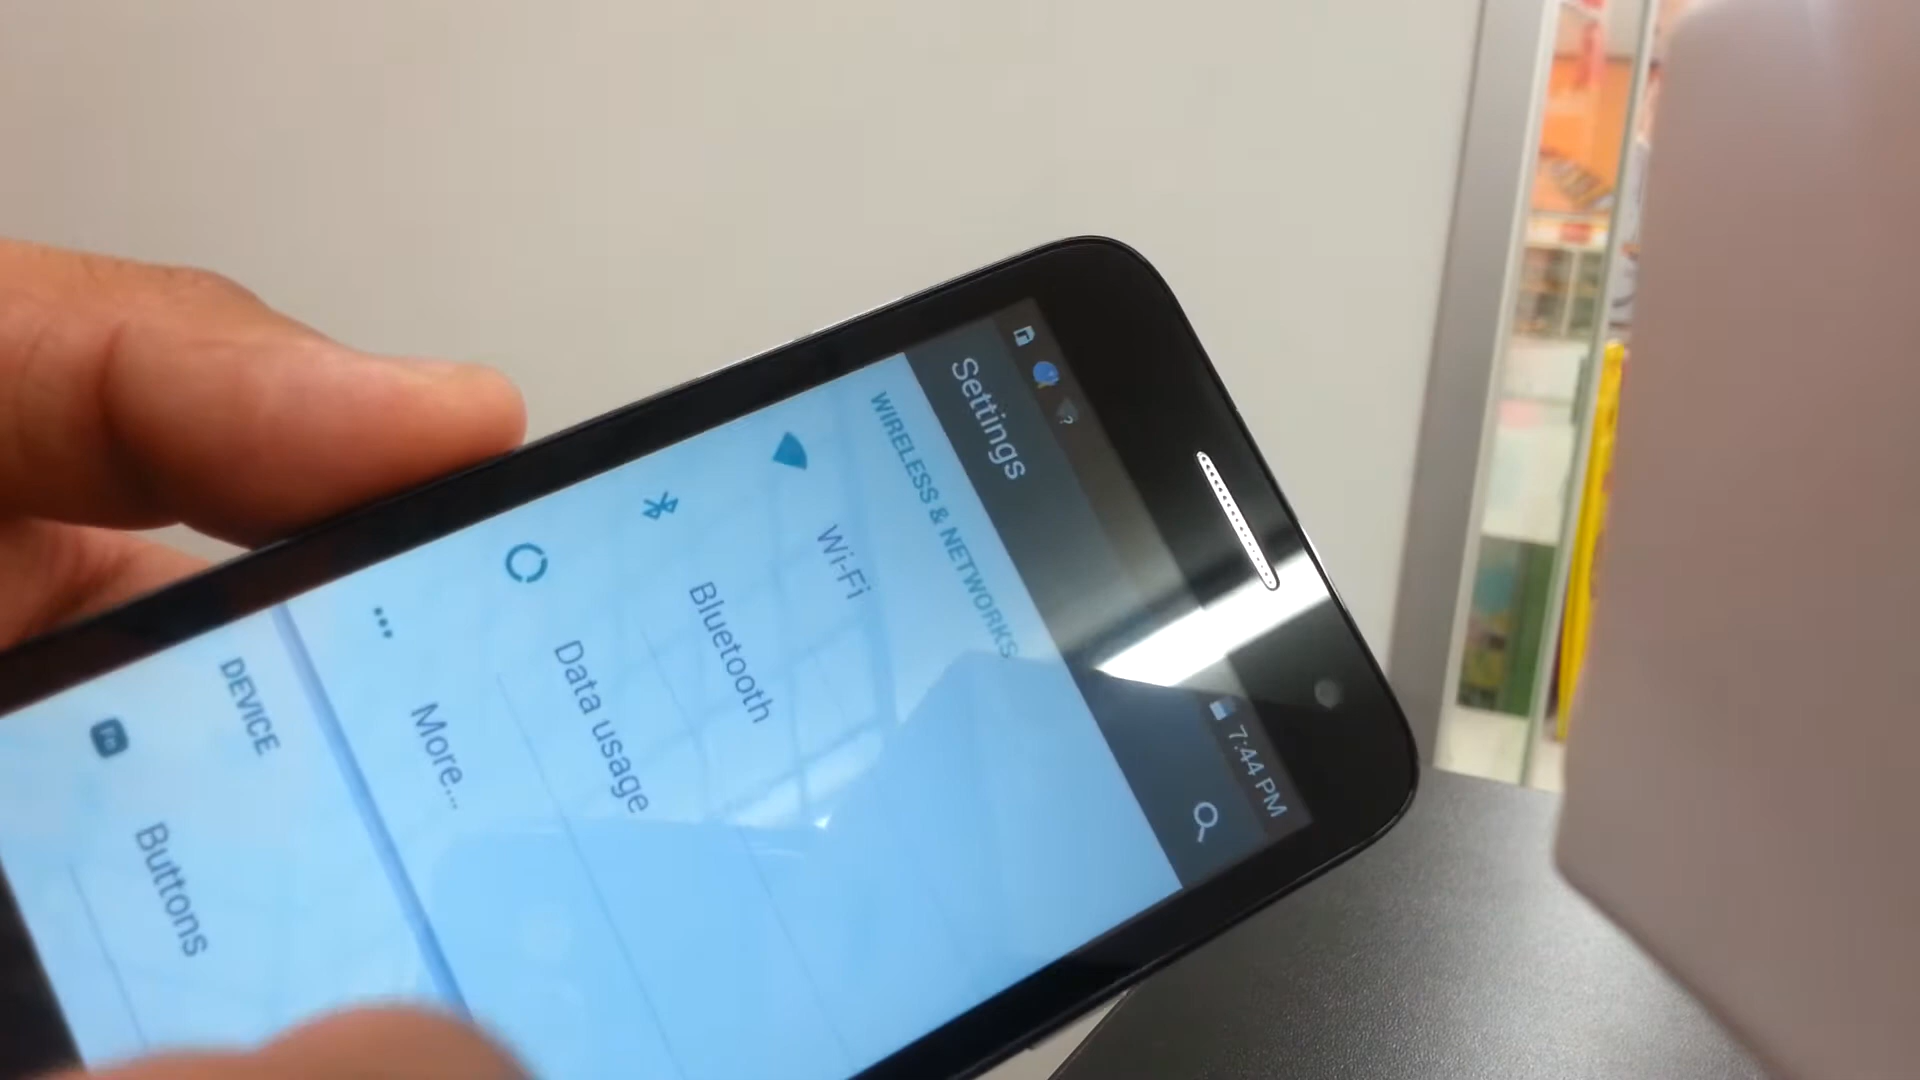 7:44 PM
Settings
WIRELESS & NETWORKS
Wi-Fi
Bluetooth
Data usage
More...
DEVICE
Buttons